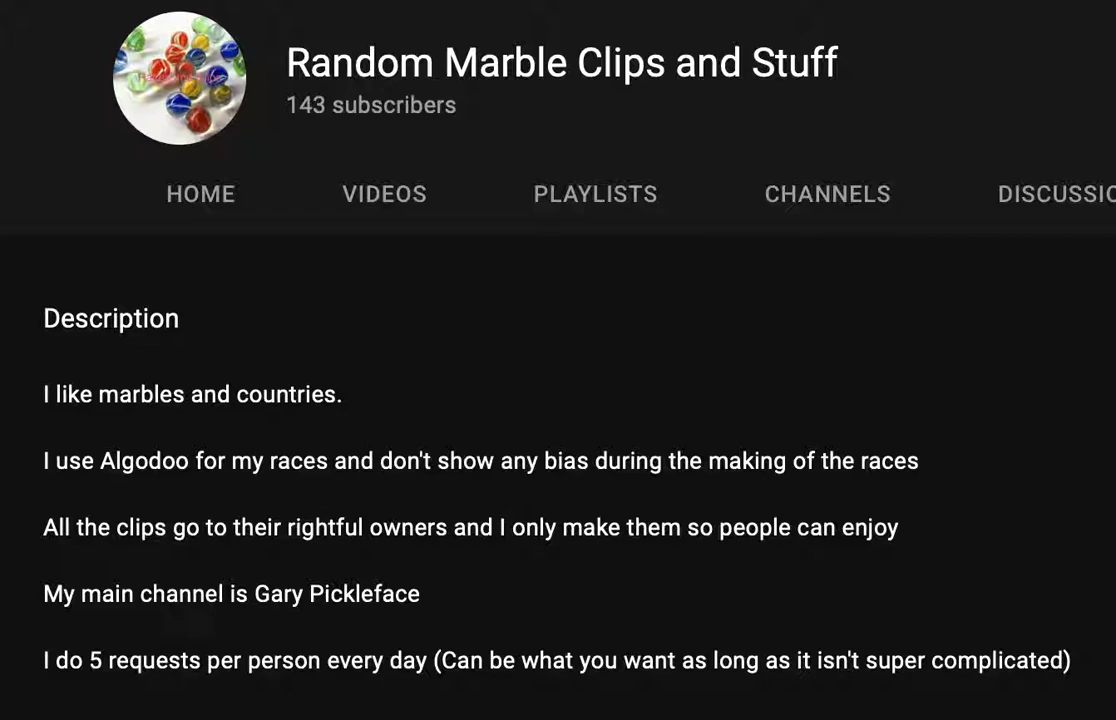 Random Marble Clips and Stuff
143 subscribers
HOME VIDEOS PLAYLISTS CHANNELS DISCUSSIO
Description
I like marbles and countries.
I use Algodoo for my races and don't show any bias during the making of the races
All the clips go to their rightful owners and I only make them so people can enjoy
My main channel is Gary Pickleface
I do 5 requests per person every day (Can be what you want as long as it isn't super complicated)